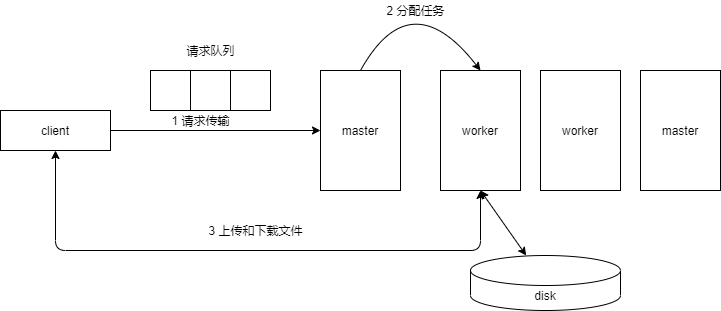 2 分配任务
请求队列
client
1 请求传输
master
worker
worker
master
3 上传和下载文件
disk